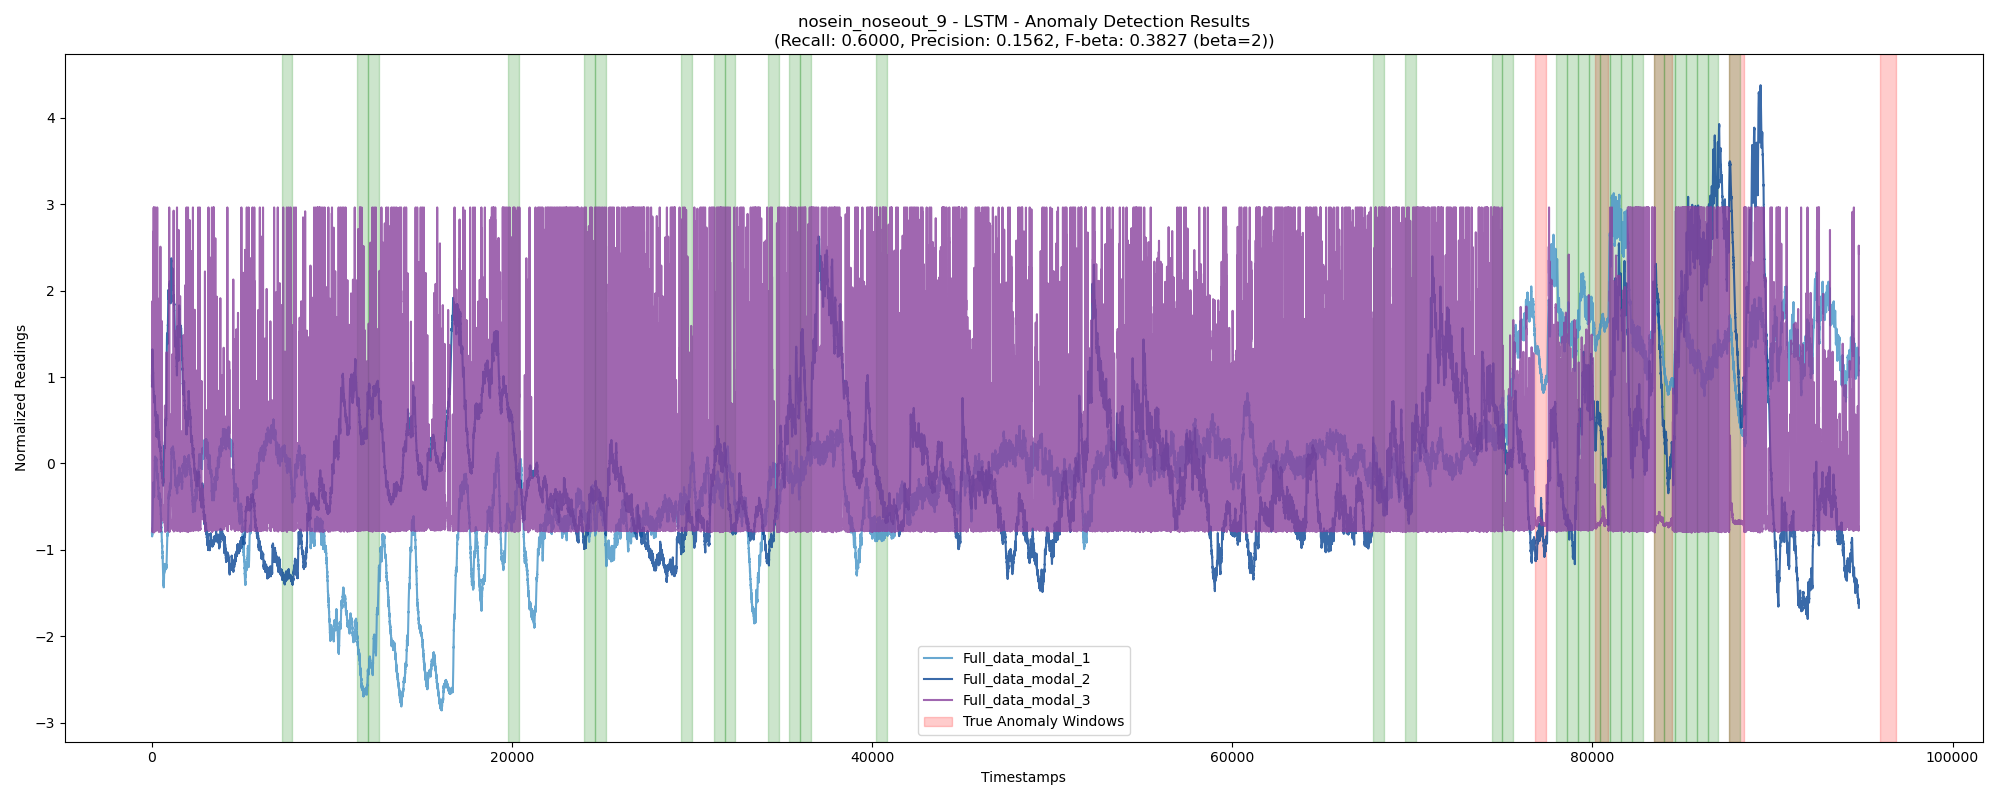 nosein_noseout_9 - LSTM - Anomaly Detection Results
(Recall: 0.6000, Precision: 0.1562, F-beta: 0.3827 (beta=2))
Normalized Readings
4
3
2
1
0
−1
−2
−3
Full_data_modal_1
Full_data_modal_2
Full_data_modal_3
True Anomaly Windows
0 20000 40000 60000 80000 100000
Timestamps